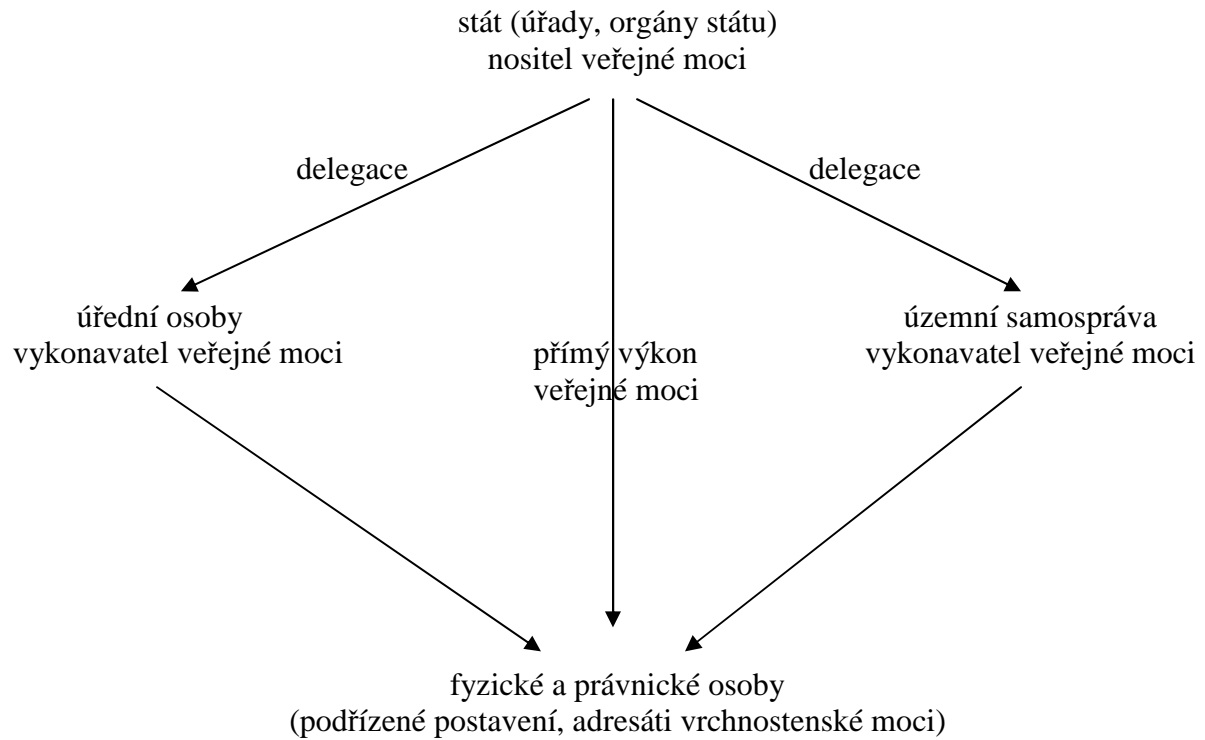 stát (úřady, orgány státu)
nositel veřejné moci
delegace
delegace
úřední osoby
vykonavatel veřejné moci
přímý výkon
veřejné moci
územní samospráva
vykonavatel veřejné moci
fyzické a právnické osoby
(podřízené postavení, adresáti vrchnostenské moci)